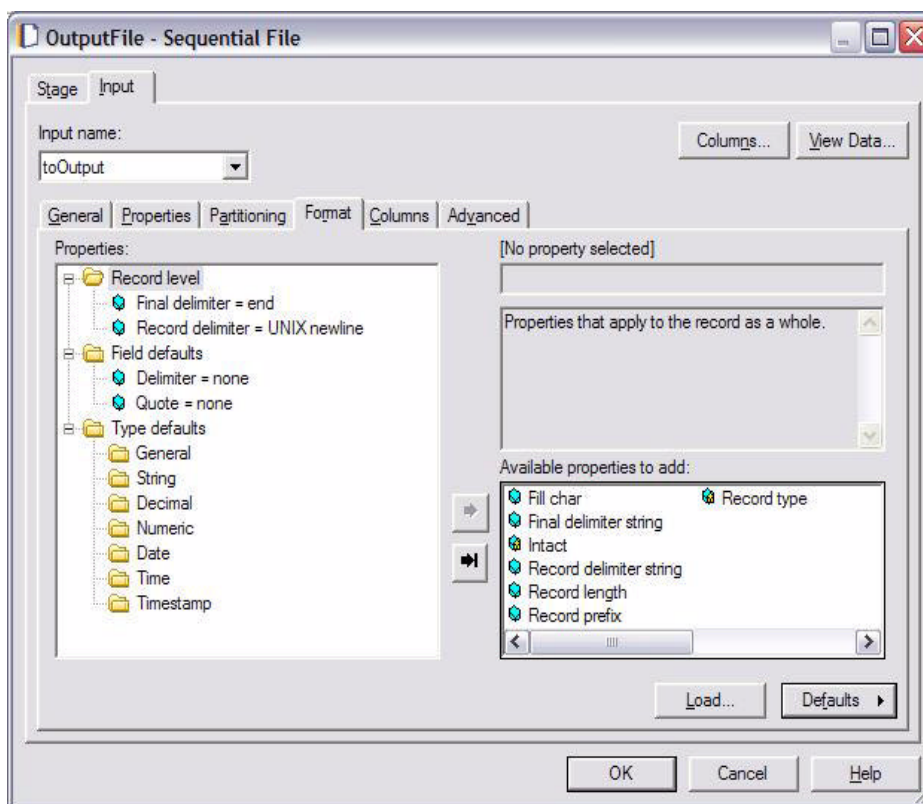 OutputFile - Sequential File
Stage Input
Input name:
toOutput
Columns... View Data...
General Properties Partitioning Format Columns Advanced
Properties:
Record level
Final delimiter = end
Record delimiter = UNIX newline
Field defaults
Delimiter = none
Quote = none
Type defaults
General
String
Decimal
Numeric
Date
Time
Timestamp
[No property selected]
Properties that apply to the record as a whole.
Available properties to add:
Fill char Record type
Final delimiter string
Intact
Record delimiter string
Record length
Record prefix
Load... Defaults
OK Cancel Help